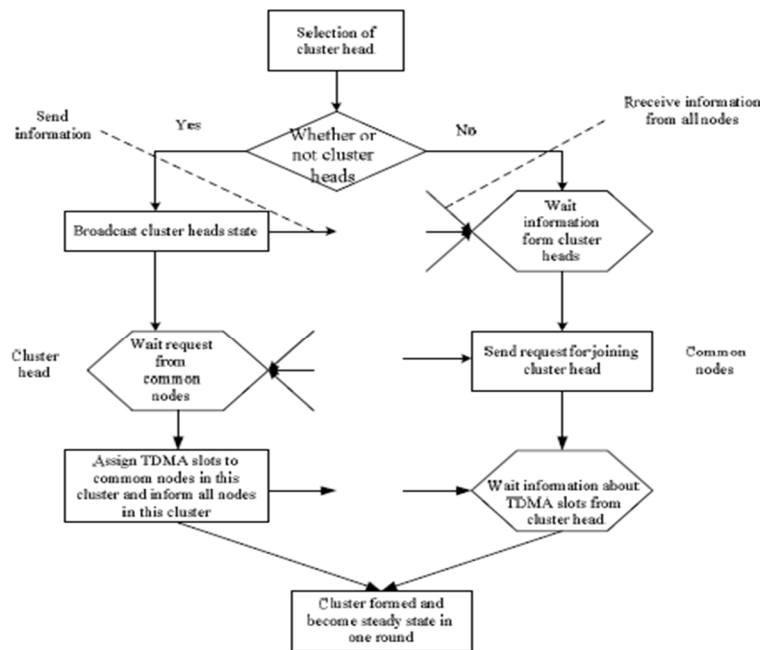 Selection of
cluster head.
Send
information
Yes
Whether or
not cluster
heads
No
Rreceive information
from all nodes
Broadcast cluster heads state
Wait
information
form cluster
heads
Cluster
head
Wait request
from
common
nodes
Send request for joining
cluster head
Common
nodes
Assign TDMA slots to
commom nodes in this
cluster and inform all nodes
in this cluster
Wait information about
TDMA slots from
cluster head
Cluster formed and
become steady state in
one round